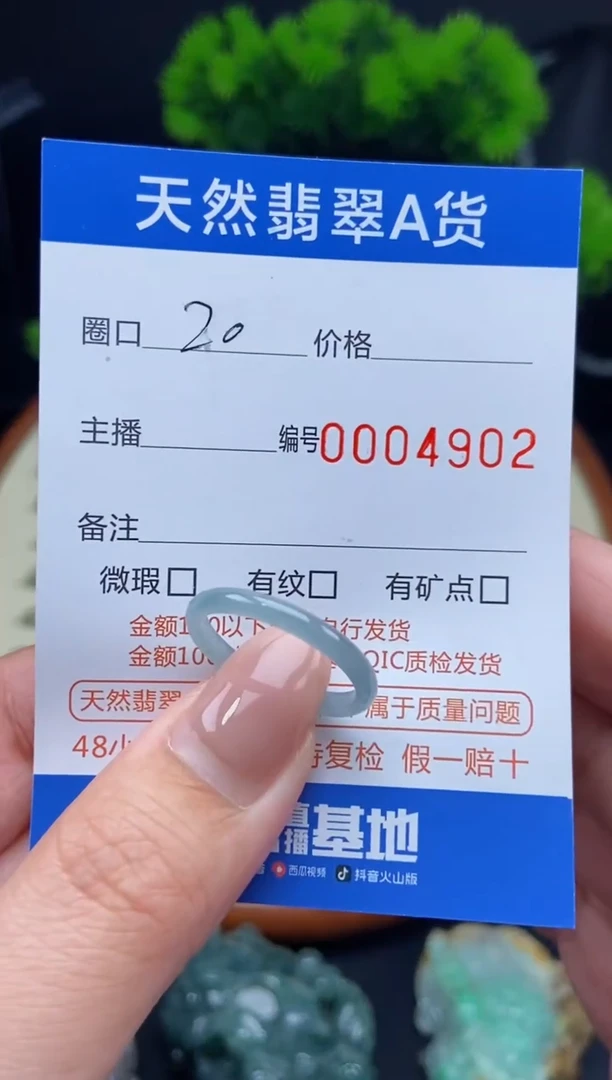 天然翡翠A货
圈口 20 价格
主播 编号0004902
备注
微瑕□ 有纹□ 有矿点□
金额1 0以下 行发货
金额10 QIC质检发货
天然翡翠 属于质量问题
48 复检 假一赔十
直播基地
西瓜视频 抖音火山版